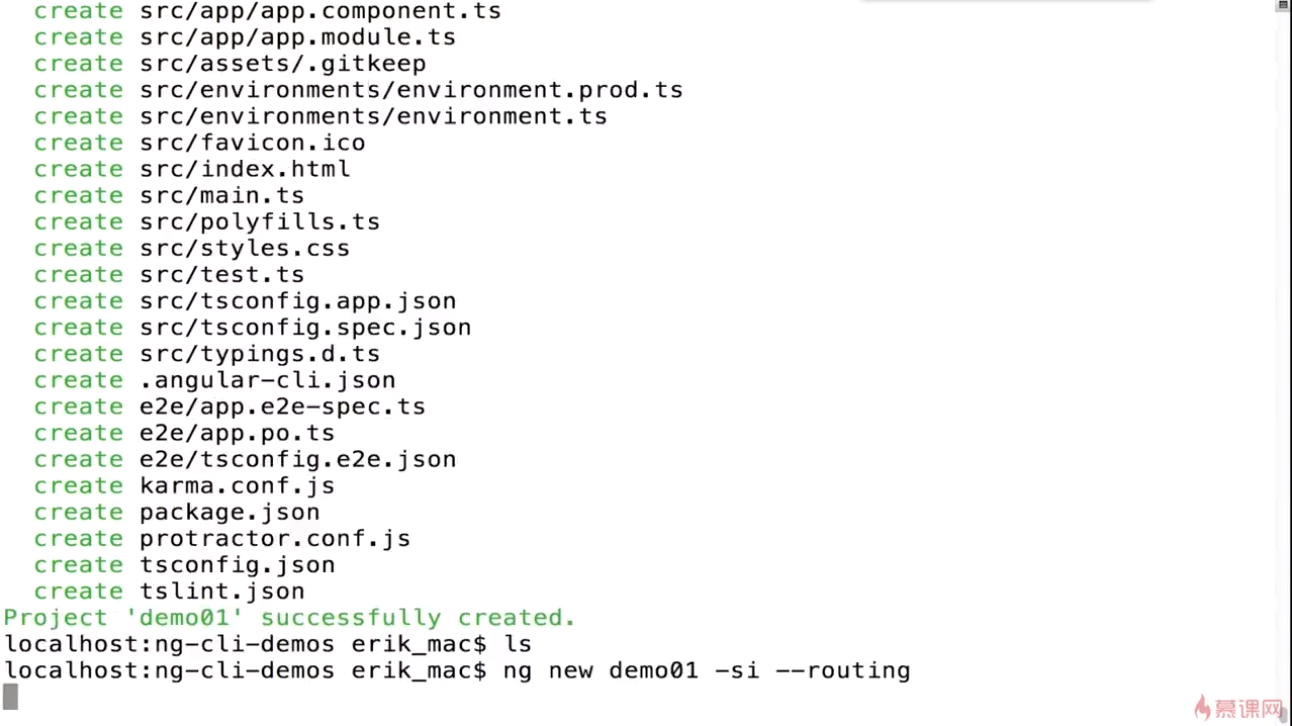 create src/app/app.component.ts
create src/app/app.module.ts
create src/assets/.gitkeep
create src/environments/environment.prod.ts
create src/environments/environment.ts
create src/favicon.ico
create src/index.html
create src/main.ts
create src/polyfills.ts
create src/styles.css
create src/test.ts
create src/tsconfig.app.json
create src/tsconfig.spec.json
create src/typings.d.ts
create .angular-cli.json
create e2e/app.e2e-spec.ts
create e2e/app.po.ts
create e2e/tsconfig.e2e.json
create karma.conf.js
create package.json
create protractor.conf.js
create tsconfig.json
create tslint.json
Project 'demo01' successfully created.
localhost:ng-cli-demos erik_mac$ ls
localhost:ng-cli-demos erik_mac$ ng new demo01 -si --routing
慕课网